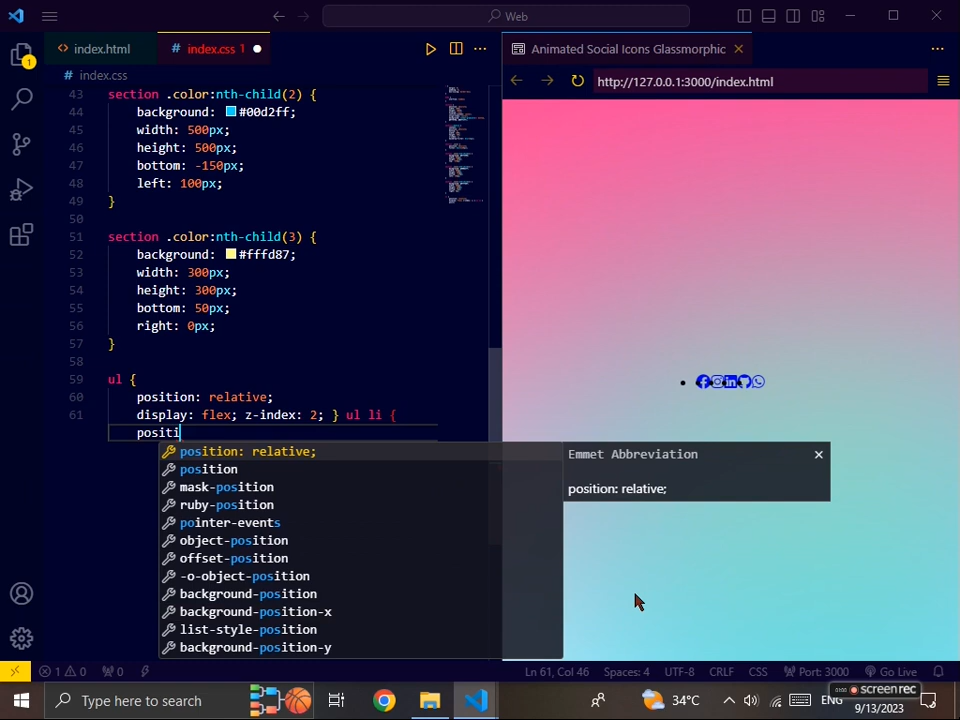 Web
index.html
# index.css 1
Animated Social Icons Glassmorphic
# index.css
http://127.0.0.1:3000/index.html
43 section .color:nth-child(2) {
44 background: #00d2ff;
45 width: 500px;
46 height: 500px;
47 bottom: -150px;
48 left: 100px;
49 }
50
51 section .color:nth-child(3) {
52 background: #fffd87;
53 width: 300px;
54 height: 300px;
55 bottom: 50px;
56 right: 0px;
57 }
58
59 ul {
60 position: relative;
61 display: flex; z-index: 2; } ul li {
positi
position: relative;
position
mask-position
ruby-position
pointer-events
object-position
offset-position
-o-object-position
background-position
background-position-x
list-style-position
background-position-y
Emmet Abbreviation
position: relative;
1
1 0 0 Ln 61, Col 46 Spaces: 4 UTF-8 CRLF CSS Port: 3000 Go Live
Type here to search
34°C
ENG
screen rec
9/13/2023